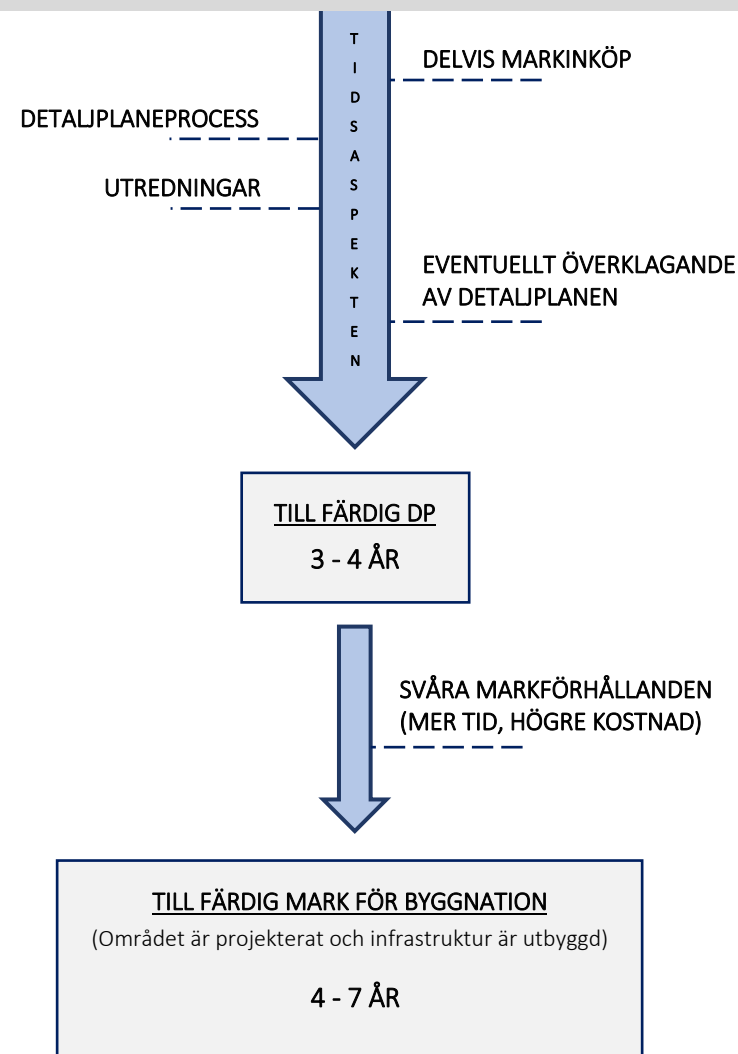 TIDSASPEKTEN
DELVIS MARKINKÖP
DETALJPLANEPROCESS
UTREDNINGAR
EVENTUELLT ÖVERKLAGANDE
AV DETALJPLANEN
TILL FÄRDIG DP
3 - 4 ÅR
SVÅRA MARKFÖRHÅLLANDEN
(MER TID, HÖGRE KOSTNAD)
TILL FÄRDIG MARK FÖR BYGGNATION
(Området är projekterat och infrastruktur är utbyggd)
4 - 7 ÅR